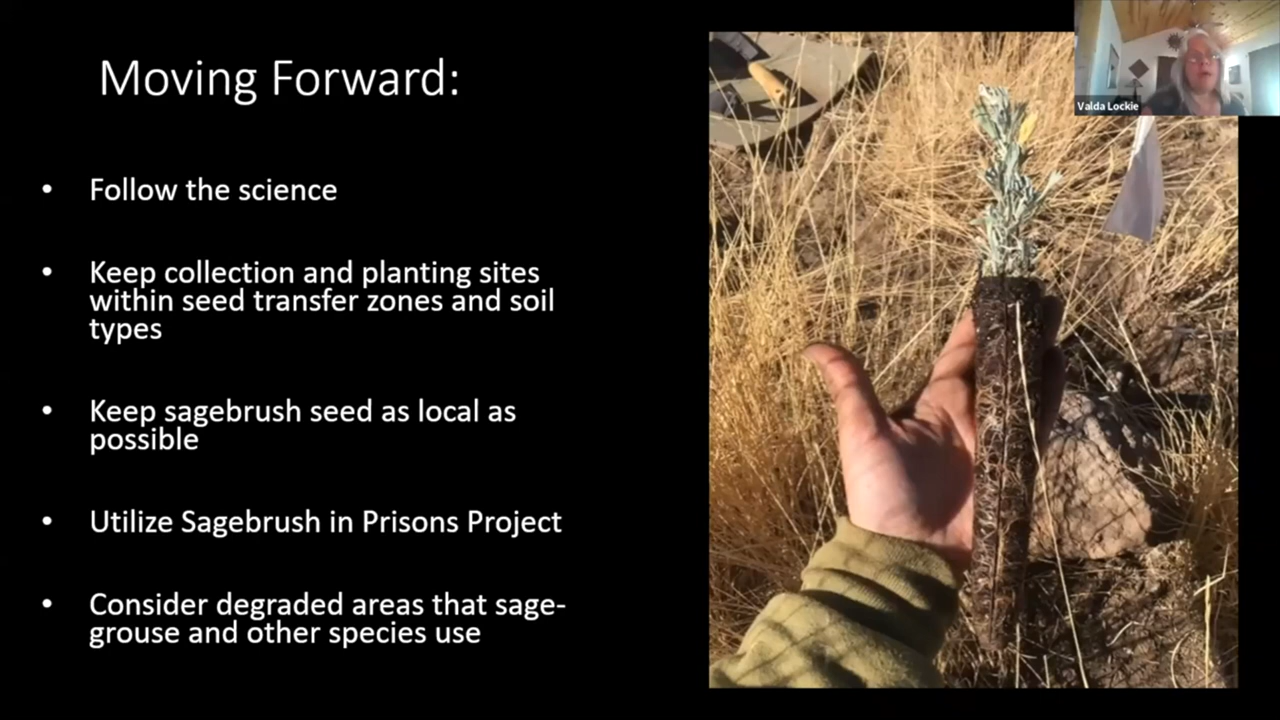 Moving Forward:
Valda Lockie
• Follow the science
• Keep collection and planting sites
within seed transfer zones and soil
types
• Keep sagebrush seed as local as
possible
• Utilize Sagebrush in Prisons Project
• Consider degraded areas that sage-
grouse and other species use